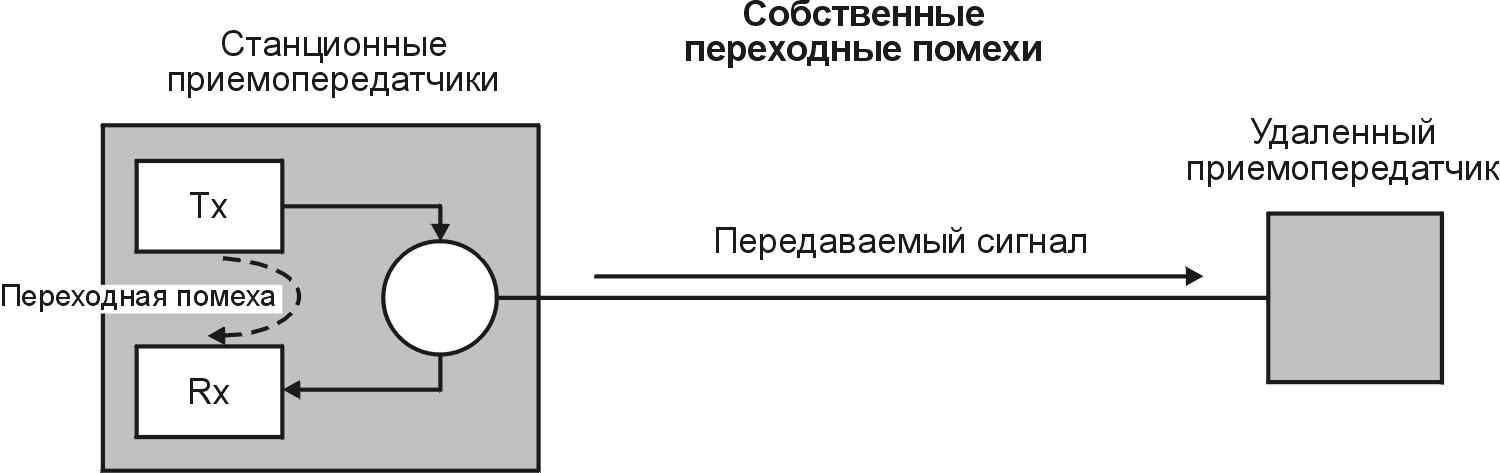 Собственные
переходные помехи
Станционные
приемопередатчики
Удаленный
приемопередатчик
Tx
Передаваемый сигнал
Переходная помеха
Rx